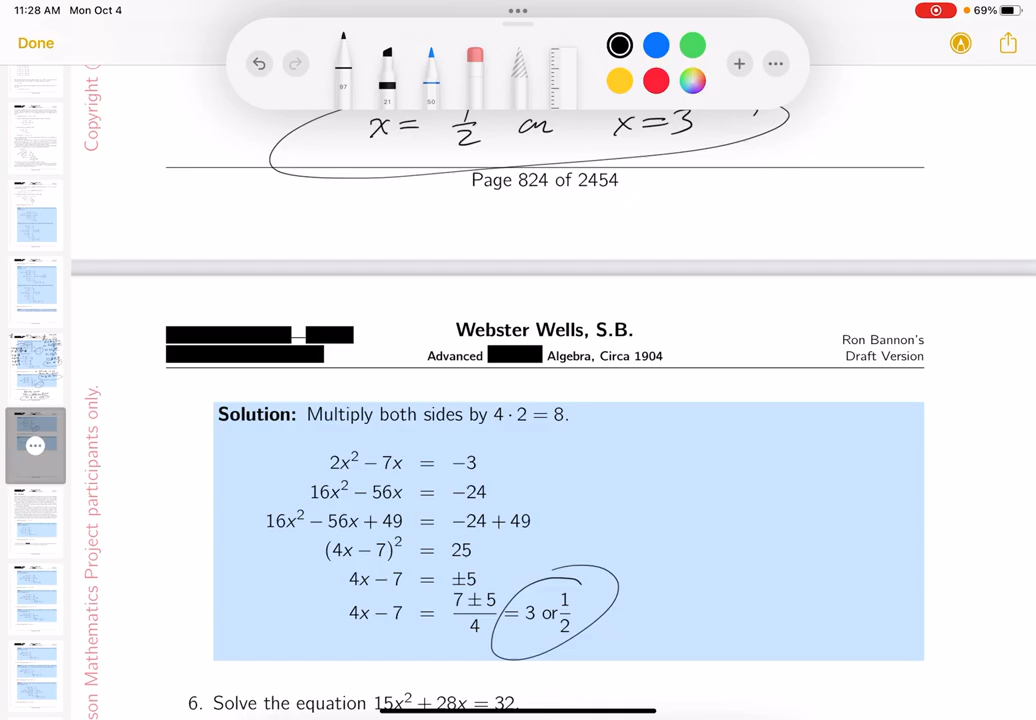 11:28 AM Mon Oct 4
69%
Done
97
21
50
x = 1/2 or x = 3
Page 824 of 2454
Copyright (
Webster Wells, S.B.
Advanced Algebra, Circa 1904
Ron Bannon's
Draft Version
Solution: Multiply both sides by 4 · 2 = 8.
2x² − 7x = −3
16x² − 56x = −24
16x² − 56x + 49 = −24 + 49
(4x − 7)² = 25
4x − 7 = ±5
4x − 7 = (7 ± 5)/4 = 3 or 1/2
6. Solve the equation 15x² + 28x = 32.
son Mathematics Project participants only.